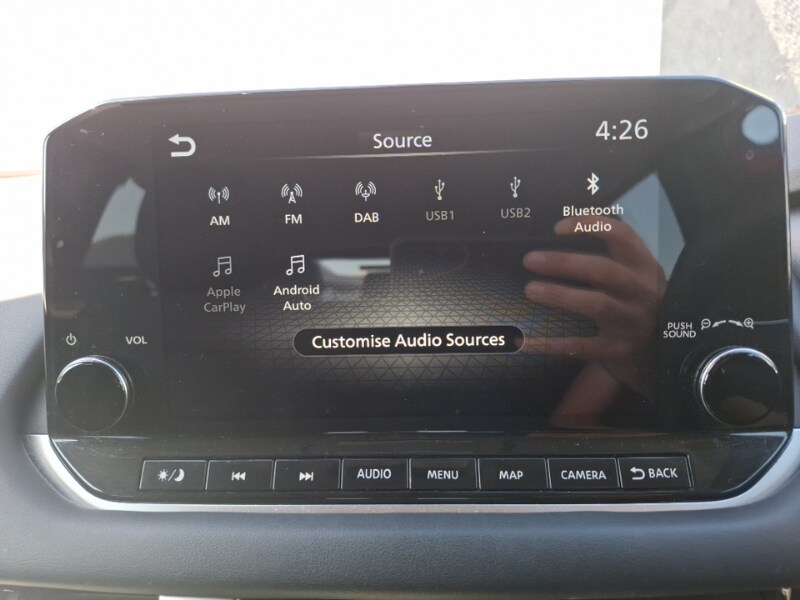 Source
4:26
AM
FM
DAB
USB1
USB2
Bluetooth
Audio
Apple
CarPlay
Android
Auto
Customise Audio Sources
VOL
PUSH
SOUND
AUDIO
MENU
MAP
CAMERA
BACK